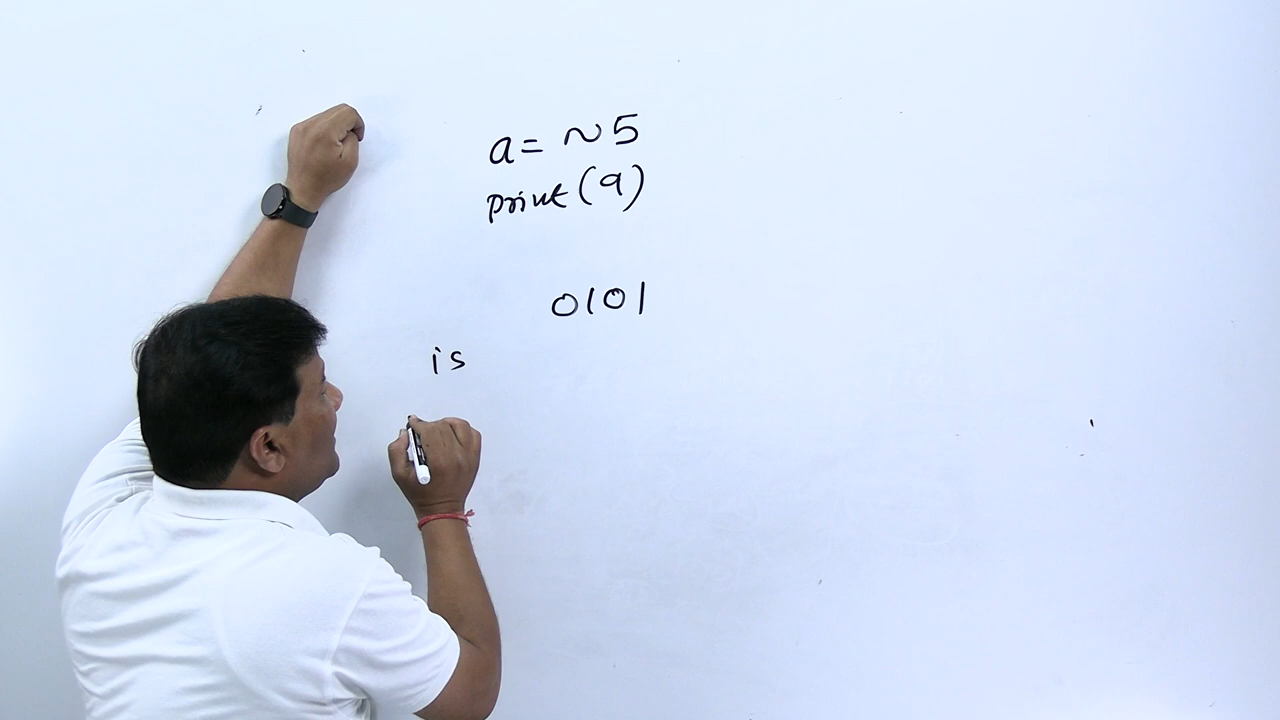 a = ~5
print(a)
0101
is